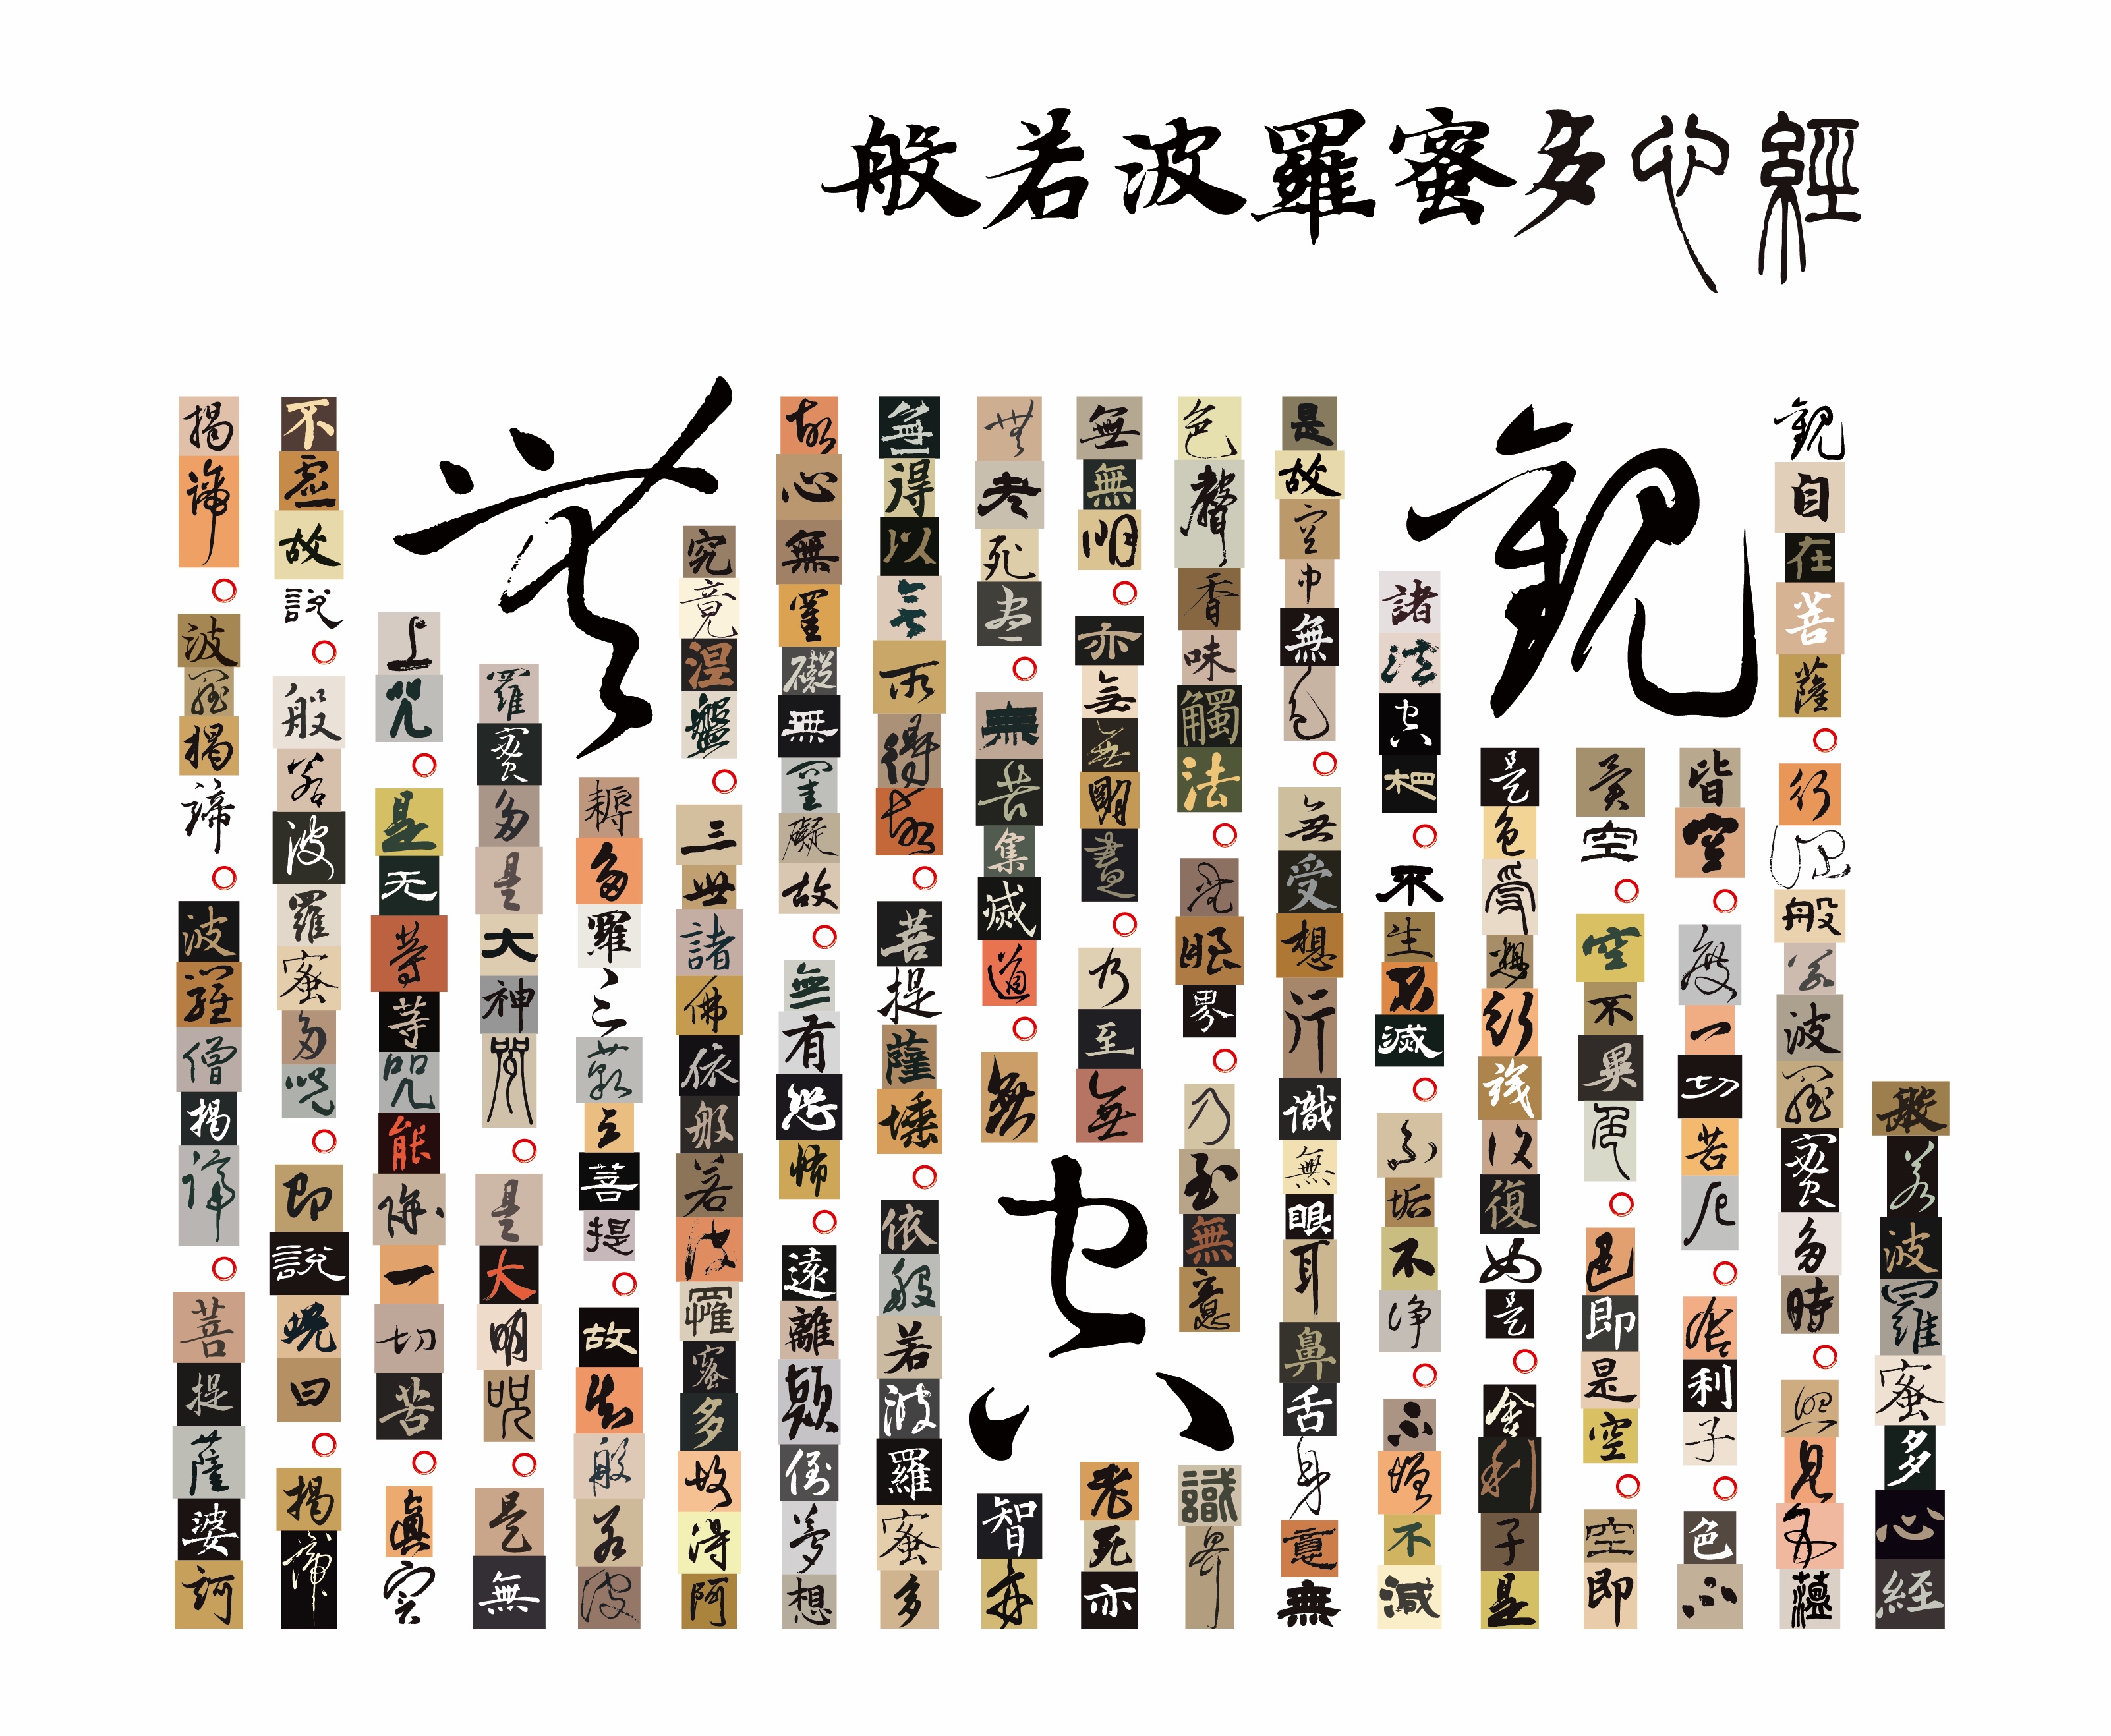 般若波羅蜜多心經
般若波羅蜜多心経
觀自在菩薩○行深般若波羅蜜多時○照見五蘊
皆空○度一切苦厄○舍利子○色不
異空○空不異色○色即是空○空即
觀
是色受想行識亦復如是○舍利子是
諸法空相○不生不滅○不垢不淨○不增不減
是故空中無色○無受想行識無眼耳鼻舌身意無
色聲香味觸法○無眼界○乃至無意識界
無無明○亦無無明盡○乃至無老死亦
空
無老死盡○無苦集滅道○無智亦
無得以無所得故○菩提薩埵○依般若波羅蜜多
故心無罣礙無罣礙故○無有恐怖○遠離顛倒夢想
究竟涅盤○三世諸佛依般若波羅蜜多故得阿
無
耨多羅三藐三菩提○故知般若波
羅蜜多是大神咒○是大明呪○是無
上咒○是无等等咒能除一切苦○真實
不虛故說○般若波羅蜜多咒○即說咒曰○揭諦
揭諦○波羅揭諦○波羅僧揭諦○菩提薩婆訶